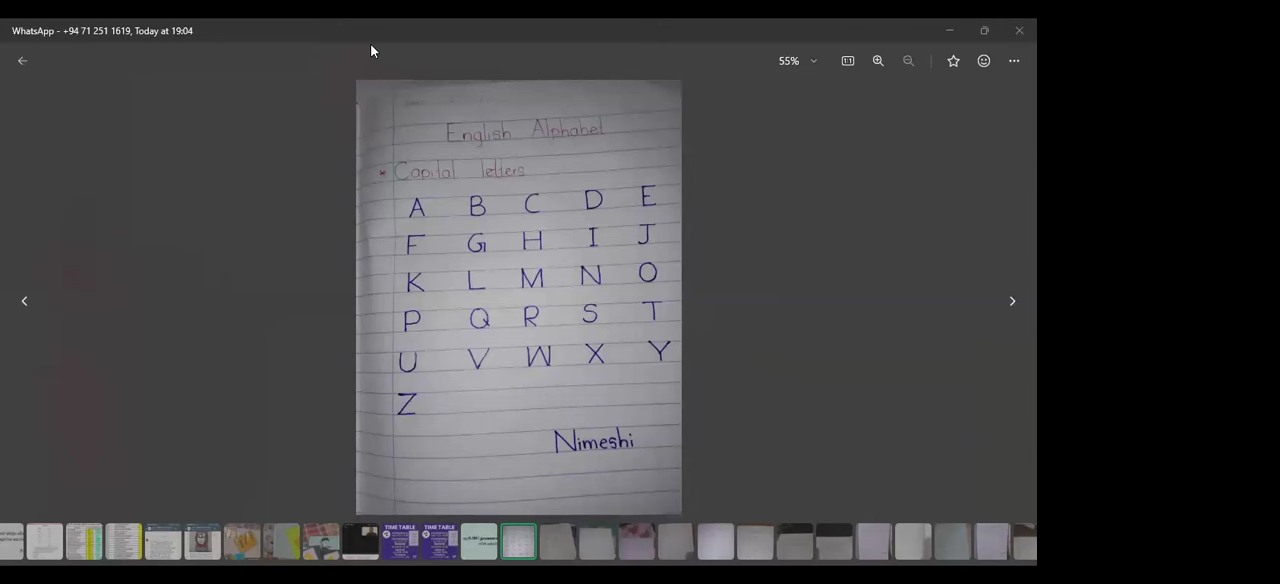 WhatsApp - +94 71 251 1619, Today at 19:04
55%
English Alphabet
* Capital letters
A B C D E
F G H I J
K L M N O
P Q R S T
U V W X Y
Z
Nimeshi
TIME TABLE TIME TABLE